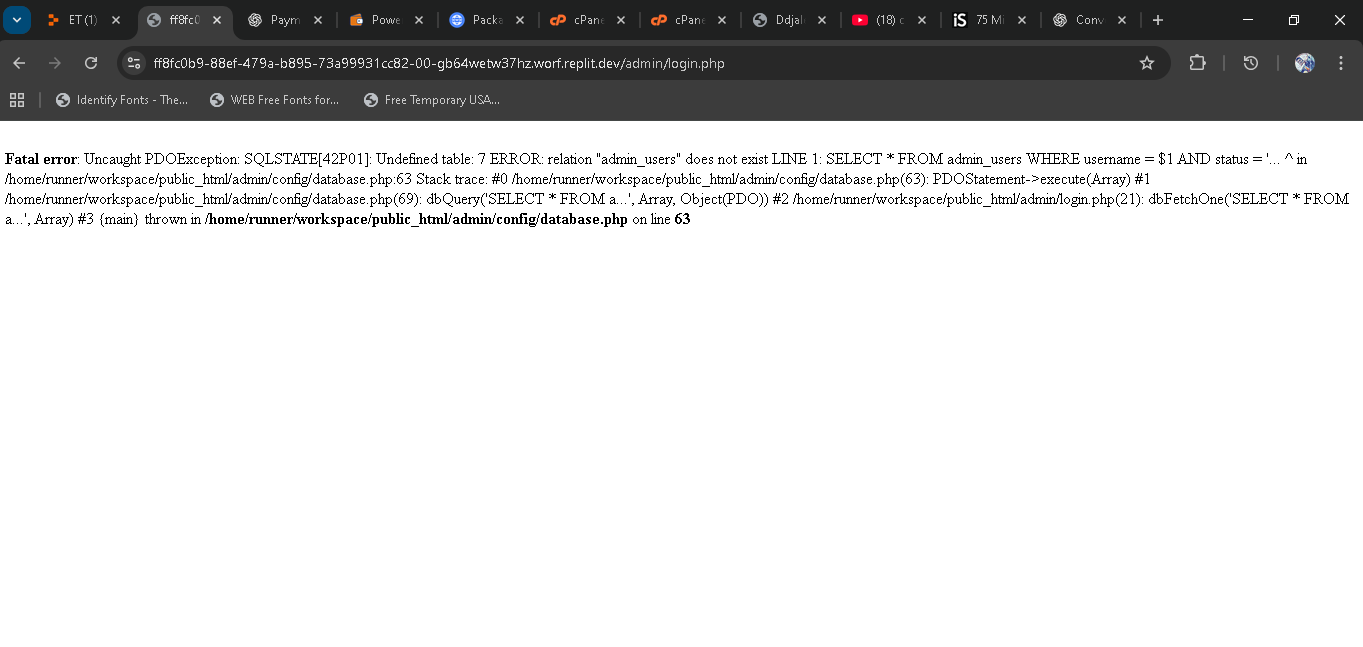 ET (1)
ff8fc0
Paym
Powe
Packa
cPane
cPane
Ddjali
(18) c
iS
75 Mi
Conv
ff8fc0b9-88ef-479a-b895-73a99931cc82-00-gb64wetw37hz.worf.replit.dev/admin/login.php
Identify Fonts - The...
WEB Free Fonts for...
Free Temporary USA...
Fatal error: Uncaught PDOException: SQLSTATE[42P01]: Undefined table: 7 ERROR: relation "admin_users" does not exist LINE 1: SELECT * FROM admin_users WHERE username = $1 AND status = '... ^ in
/home/runner/workspace/public_html/admin/config/database.php:63 Stack trace: #0 /home/runner/workspace/public_html/admin/config/database.php(63): PDOStatement->execute(Array) #1
/home/runner/workspace/public_html/admin/config/database.php(69): dbQuery('SELECT * FROM a...', Array, Object(PDO)) #2 /home/runner/workspace/public_html/admin/login.php(21): dbFetchOne('SELECT * FROM
a...', Array) #3 {main} thrown in /home/runner/workspace/public_html/admin/config/database.php on line 63